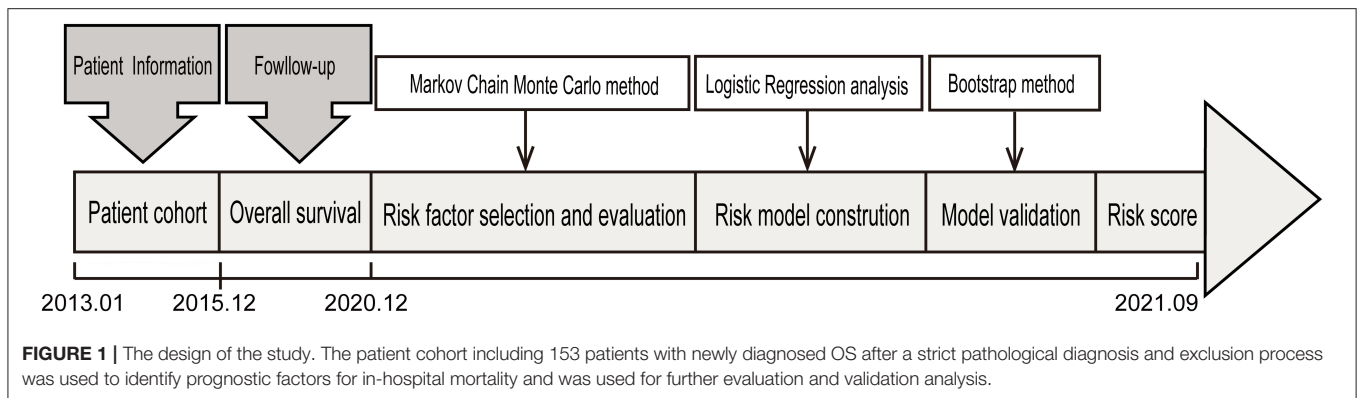 Patient Information
Fowllow-up
Markov Chain Monte Carlo method
Logistic Regression analysis
Bootstrap method
Patient cohort
Overall survival
Risk factor selection and evaluation
Risk model constrution
Model validation
Risk score
2013.01
2015.12
2020.12
2021.09
FIGURE 1 | The design of the study. The patient cohort including 153 patients with newly diagnosed OS after a strict pathological diagnosis and exclusion process
was used to identify prognostic factors for in-hospital mortality and was used for further evaluation and validation analysis.